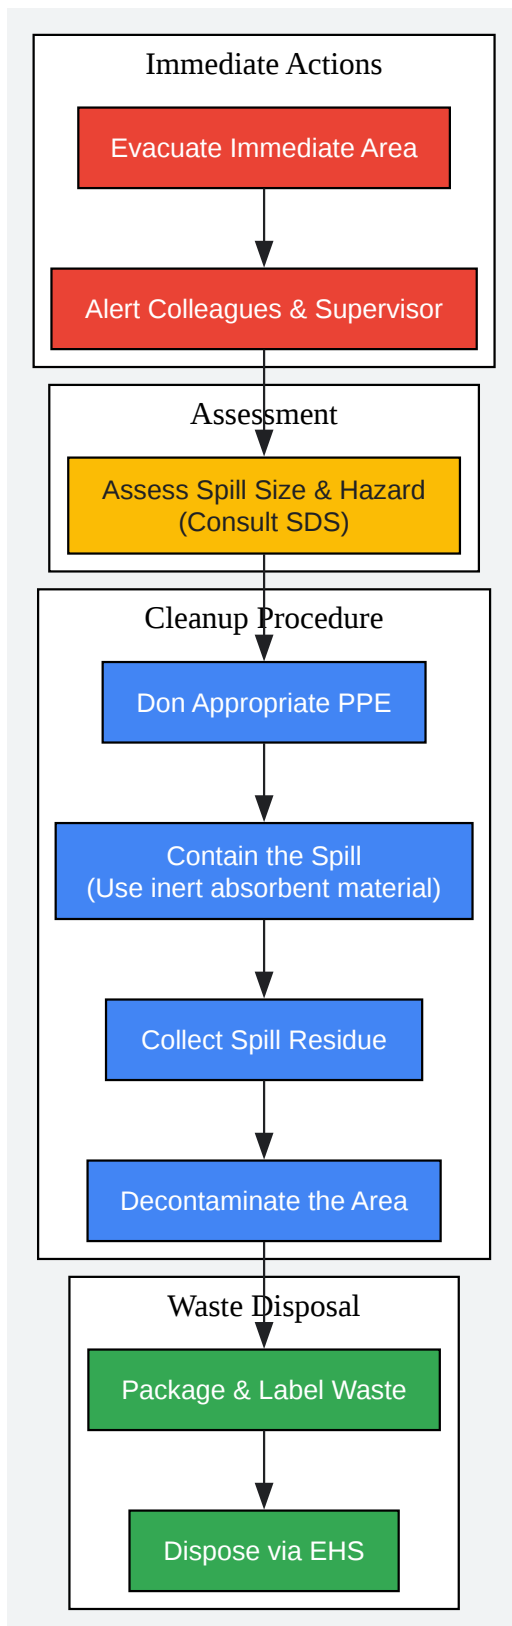 Immediate Actions
Evacuate Immediate Area
Alert Colleagues & Supervisor
Assessment
Assess Spill Size & Hazard
(Consult SDS)
Cleanup Procedure
Don Appropriate PPE
Contain the Spill
(Use inert absorbent material)
Collect Spill Residue
Decontaminate the Area
Waste Disposal
Package & Label Waste
Dispose via EHS